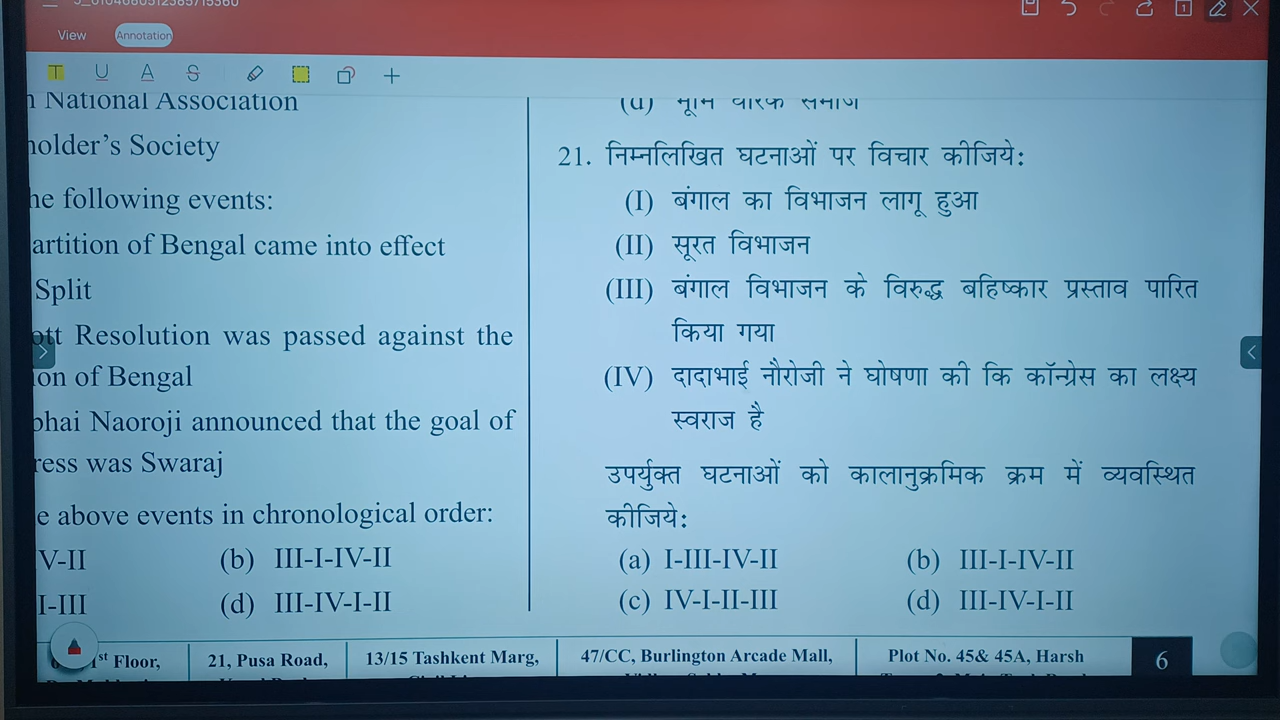 View Annotation
T U A S
National Association
holder's Society
he following events:
artition of Bengal came into effect
Split
ott Resolution was passed against the
ion of Bengal
bhai Naoroji announced that the goal of
ress was Swaraj
e above events in chronological order:
V-II (b) III-I-IV-II
I-III (d) III-IV-I-II
(d) भूमि धारक समाज
21. निम्नलिखित घटनाओं पर विचार कीजिये:
(I) बंगाल का विभाजन लागू हुआ
(II) सूरत विभाजन
(III) बंगाल विभाजन के विरुद्ध बहिष्कार प्रस्ताव पारित
किया गया
(IV) दादाभाई नौरोजी ने घोषणा की कि कॉन्ग्रेस का लक्ष्य
स्वराज है
उपर्युक्त घटनाओं को कालानुक्रमिक क्रम में व्यवस्थित
कीजिये:
(a) I-III-IV-II (b) III-I-IV-II
(c) IV-I-II-III (d) III-IV-I-II
1st Floor,
21, Pusa Road,
13/15 Tashkent Marg,
47/CC, Burlington Arcade Mall,
Plot No. 45& 45A, Harsh
6